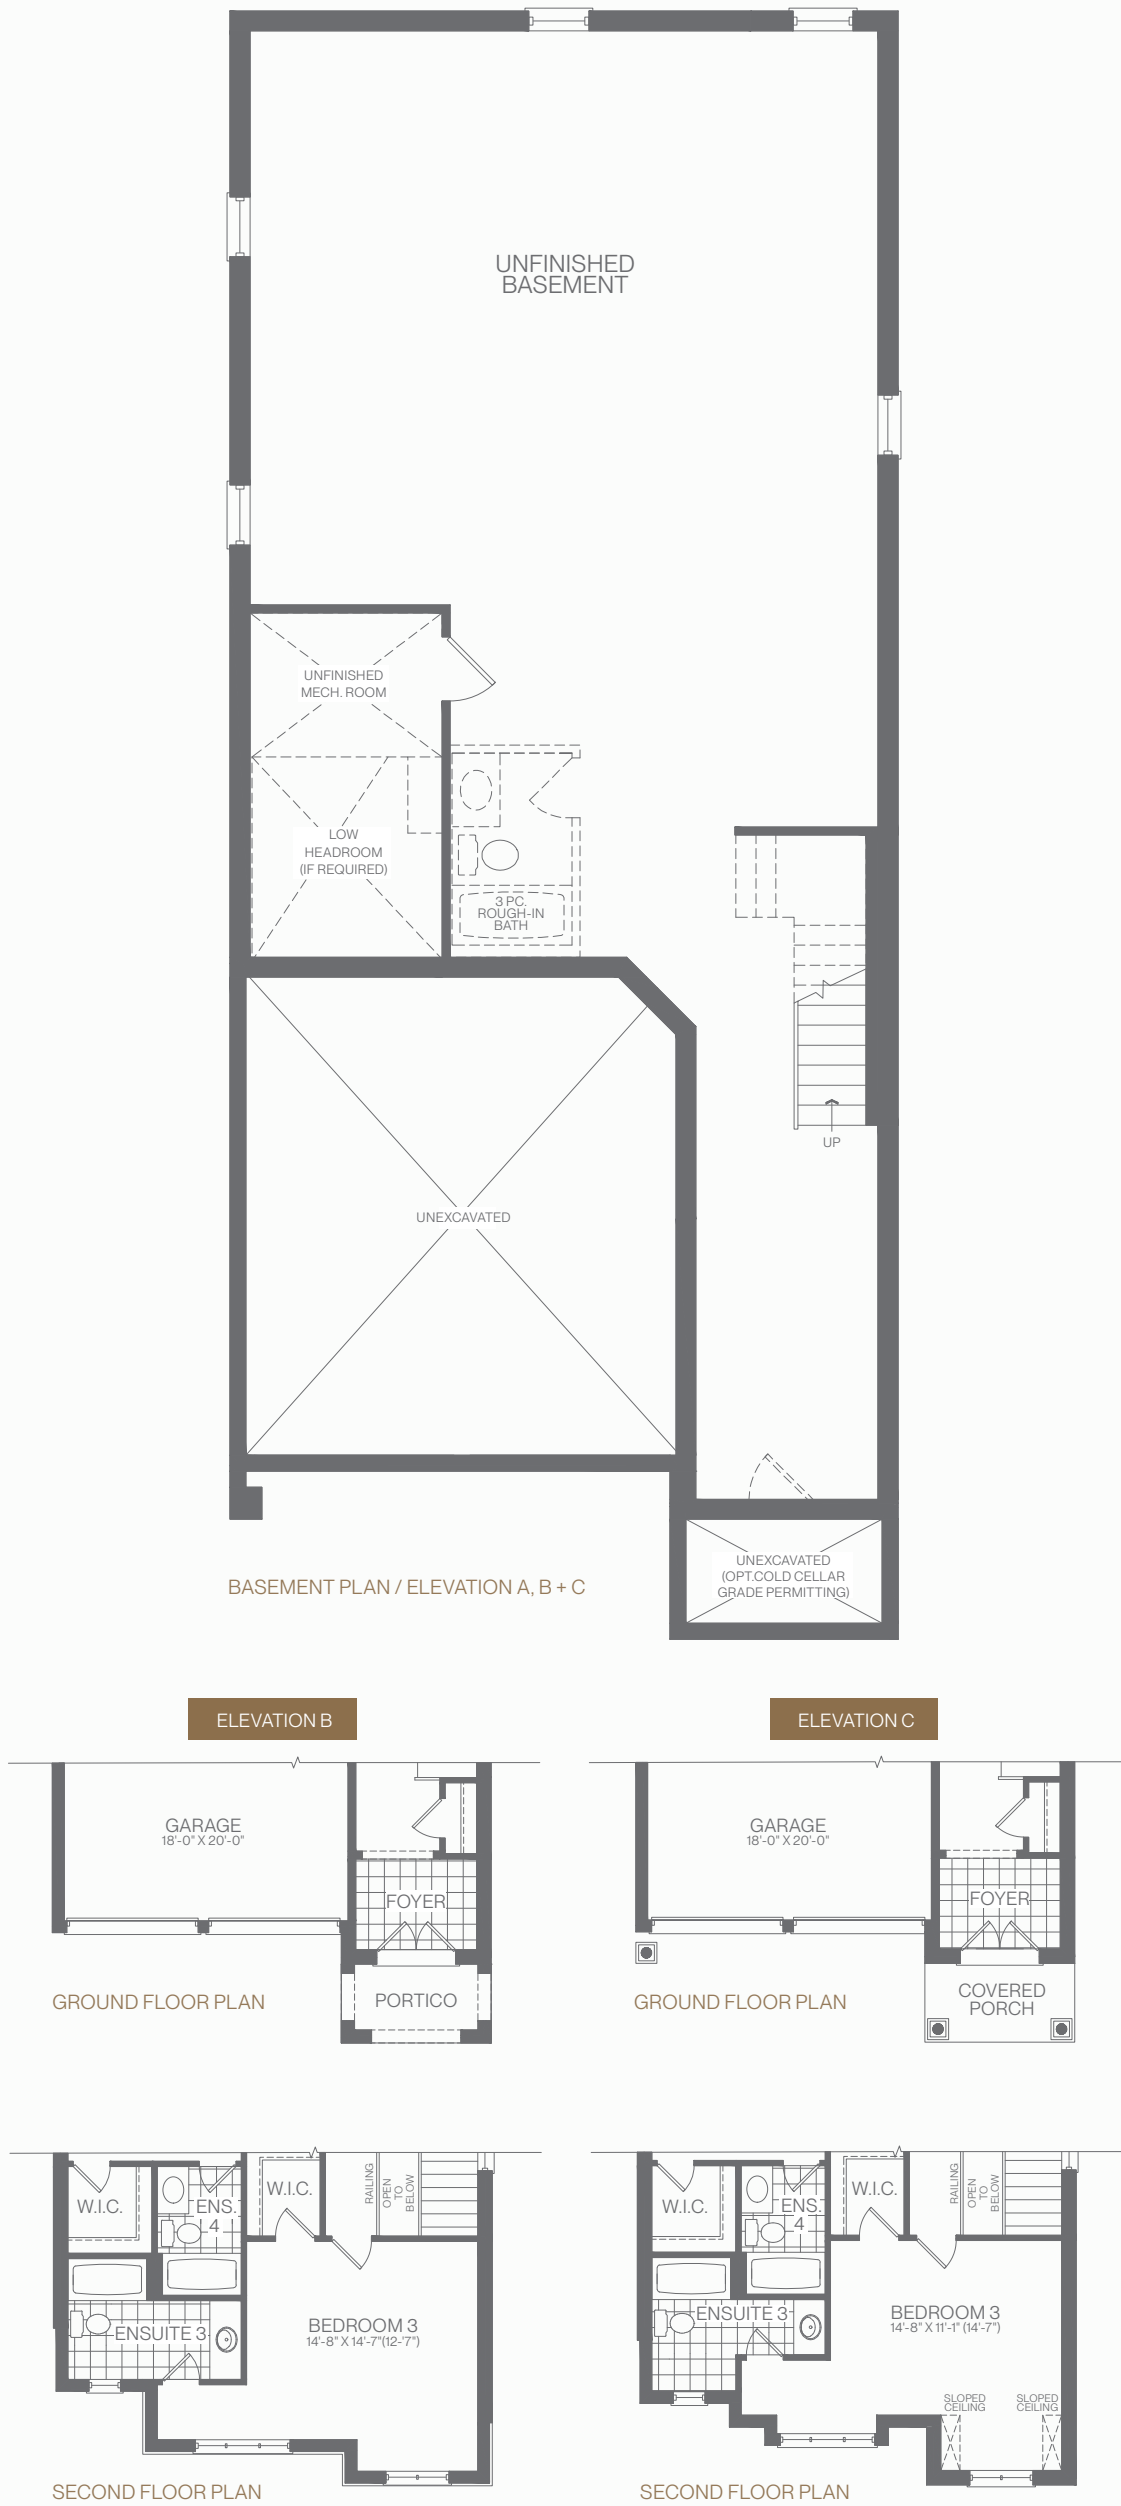 UNFINISHED
BASEMENT
UNFINISHED
MECH. ROOM
LOW
HEADROOM
(IF REQUIRED)
3 PC.
ROUGH-IN
BATH
UP
UNEXCAVATED
UNEXCAVATED
(OPT.COLD CELLAR
GRADE PERMITTING)
BASEMENT PLAN / ELEVATION A, B + C
ELEVATION B
GARAGE
18'-0" X 20'-0"
FOYER
PORTICO
GROUND FLOOR PLAN
W.I.C.
ENS.
4
W.I.C.
RAILING
OPEN
TO
BELOW
ENSUITE 3
BEDROOM 3
14'-8" X 14'-7"(12-'7")
SECOND FLOOR PLAN
ELEVATION C
GARAGE
18'-0" X 20'-0"
FOYER
COVERED
PORCH
GROUND FLOOR PLAN
W.I.C.
ENS.
4
W.I.C.
RAILING
OPEN
TO
BELOW
ENSUITE 3
BEDROOM 3
14'-8" X 11'-1" (14'-7")
SLOPED
CEILING
SLOPED
CEILING
SECOND FLOOR PLAN